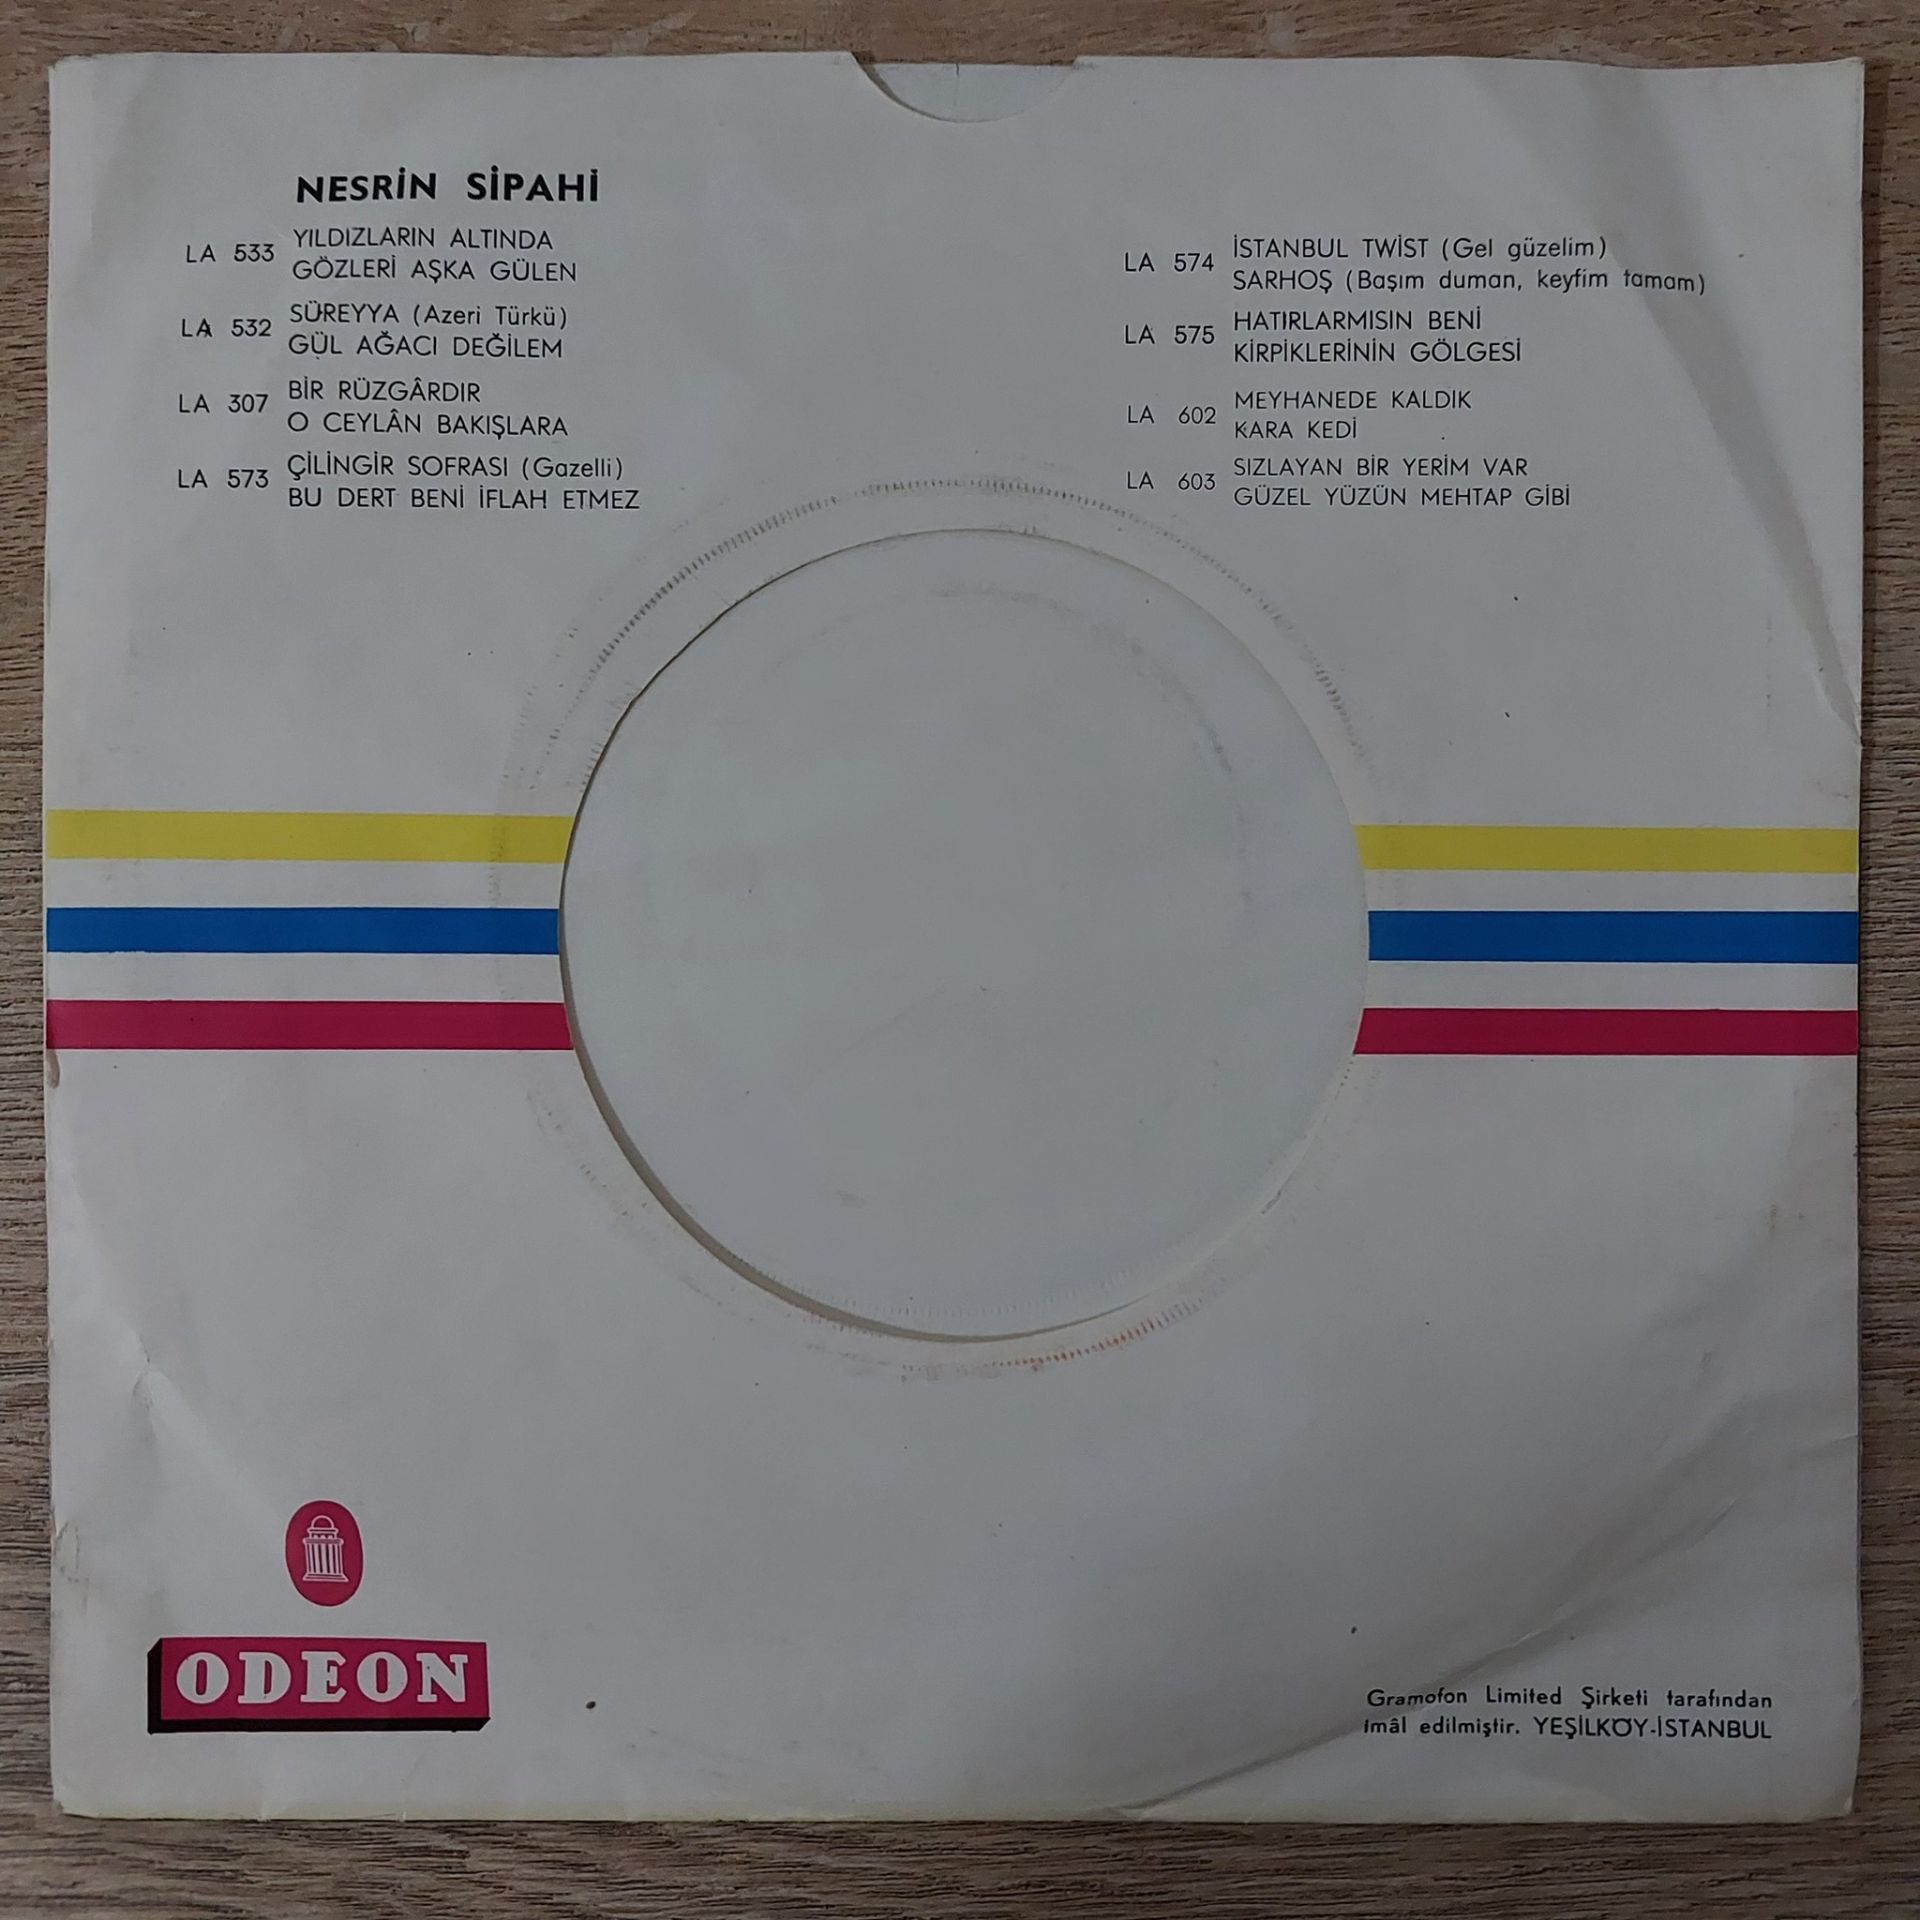 NESRİN SİPAHİ
LA 533 YILDIZLARIN ALTINDA
GÖZLERİ AŞKA GÜLEN
LA 532 SÜREYYA (Azeri Türkü)
GÜL AĞACI DEĞİLEM
LA 307 BİR RÜZGÂRDIR
O CEYLÂN BAKIŞLARA
LA 573 ÇİLİNGİR SOFRASI (Gazelli)
BU DERT BENİ İFLAH ETMEZ
LA 574 İSTANBUL TWİST (Gel güzelim)
SARHOŞ (Başım duman, keyfim tamam)
LA 575 HATIRLARMISIN BENİ
KİRPİKLERİNİN GÖLGESİ
LA 602 MEYHANEDE KALDIK
KARA KEDİ
LA 603 SIZLAYAN BİR YERİM VAR
GÜZEL YÜZÜN MEHTAP GİBİ
ODEON
Gramofon Limited Şirketi tarafından
imâl edilmiştir. YEŞİLKÖY-İSTANBUL